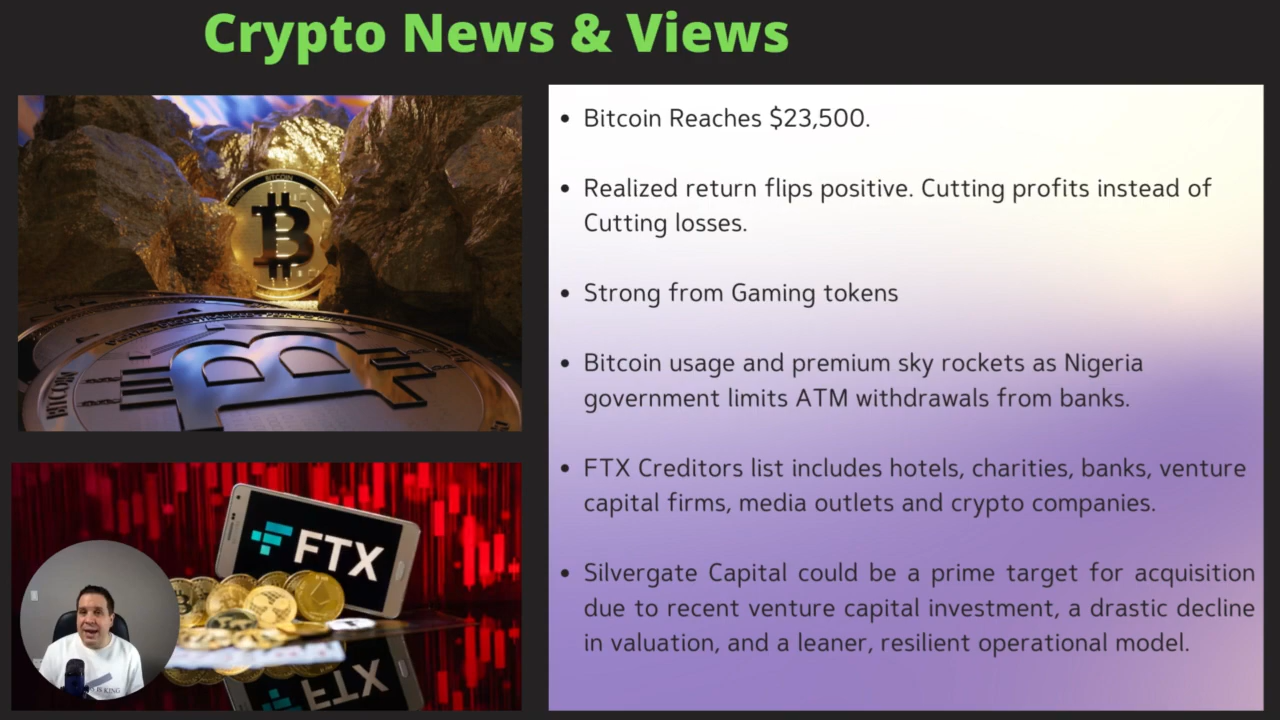 Crypto News & Views
BITCOIN
BITCOIN
FTX
FTX
KING
• Bitcoin Reaches $23,500.
• Realized return flips positive. Cutting profits instead of
Cutting losses.
• Strong from Gaming tokens
• Bitcoin usage and premium sky rockets as Nigeria
government limits ATM withdrawals from banks.
• FTX Creditors list includes hotels, charities, banks, venture
capital firms, media outlets and crypto companies.
• Silvergate Capital could be a prime target for acquisition
due to recent venture capital investment, a drastic decline
in valuation, and a leaner, resilient operational model.